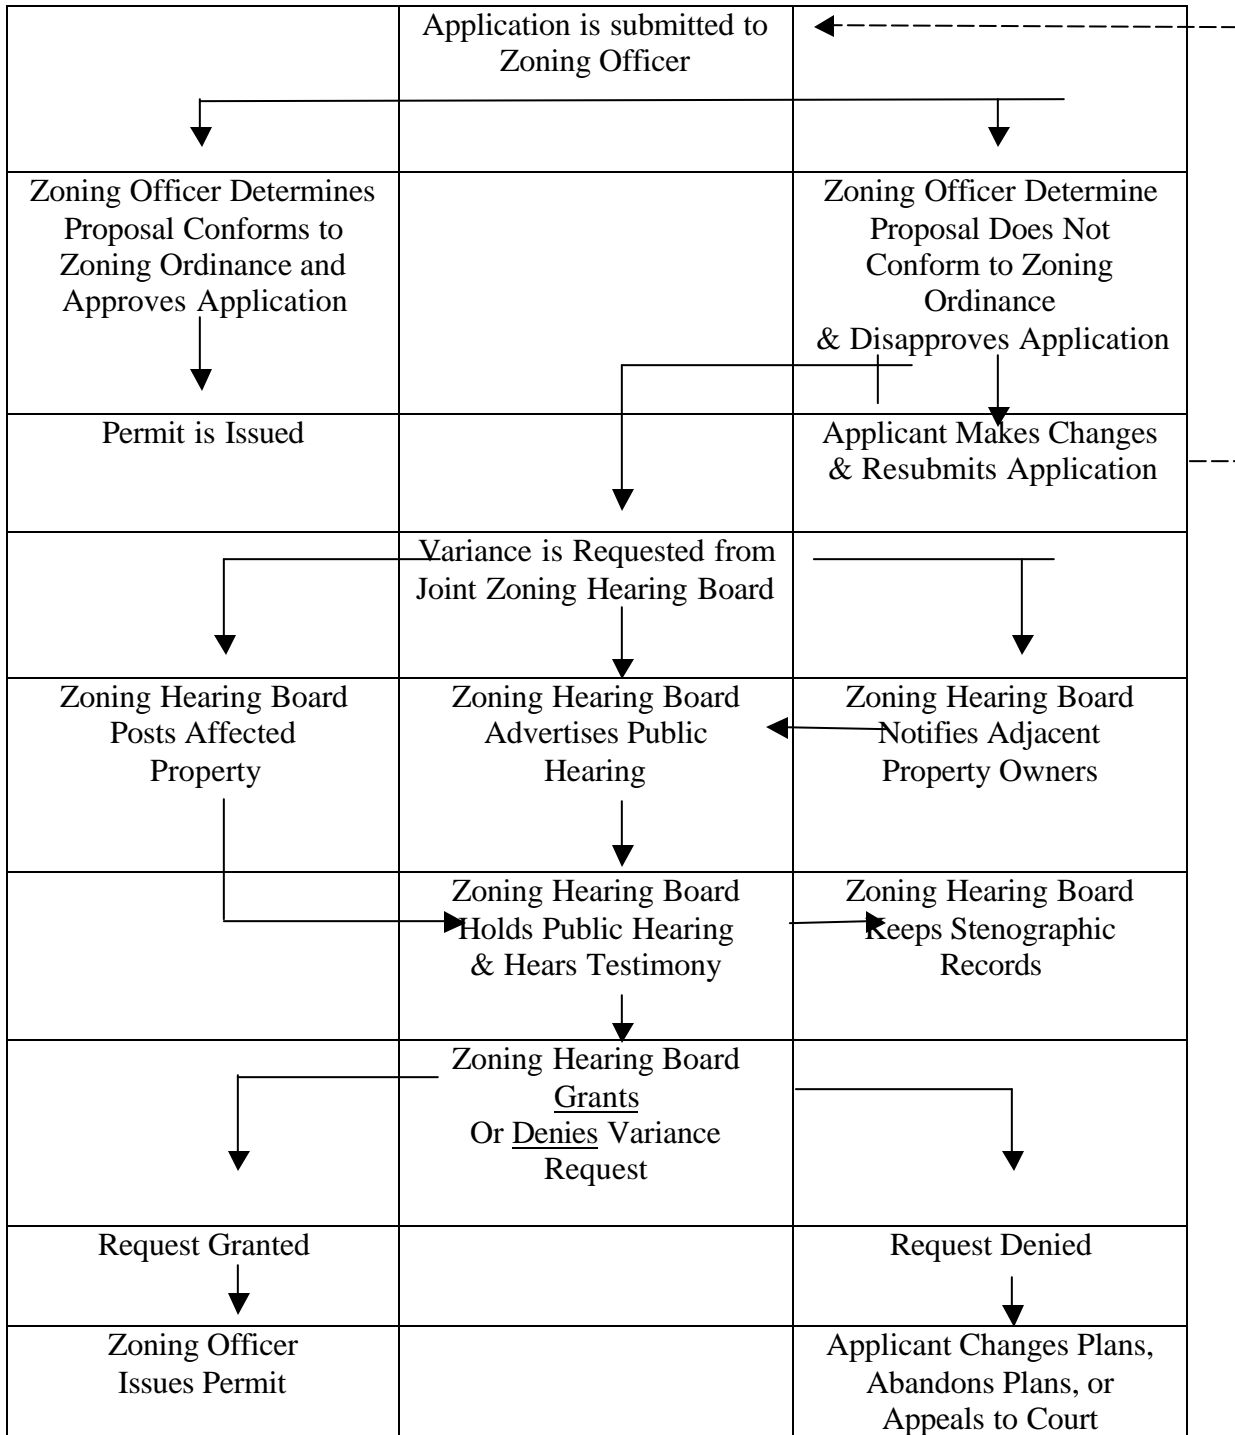 Application is submitted to
Zoning Officer
Zoning Officer Determines
Proposal Conforms to
Zoning Ordinance and
Approves Application
Zoning Officer Determine
Proposal Does Not
Conform to Zoning
Ordinance
& Disapproves Application
Permit is Issued
Applicant Makes Changes
& Resubmits Application
Variance is Requested from
Joint Zoning Hearing Board
Zoning Hearing Board
Posts Affected
Property
Zoning Hearing Board
Advertises Public
Hearing
Zoning Hearing Board
Notifies Adjacent
Property Owners
Zoning Hearing Board
Holds Public Hearing
& Hears Testimony
Zoning Hearing Board
Keeps Stenographic
Records
Zoning Hearing Board
Grants
Or Denies Variance
Request
Request Granted
Request Denied
Zoning Officer
Issues Permit
Applicant Changes Plans,
Abandons Plans, or
Appeals to Court